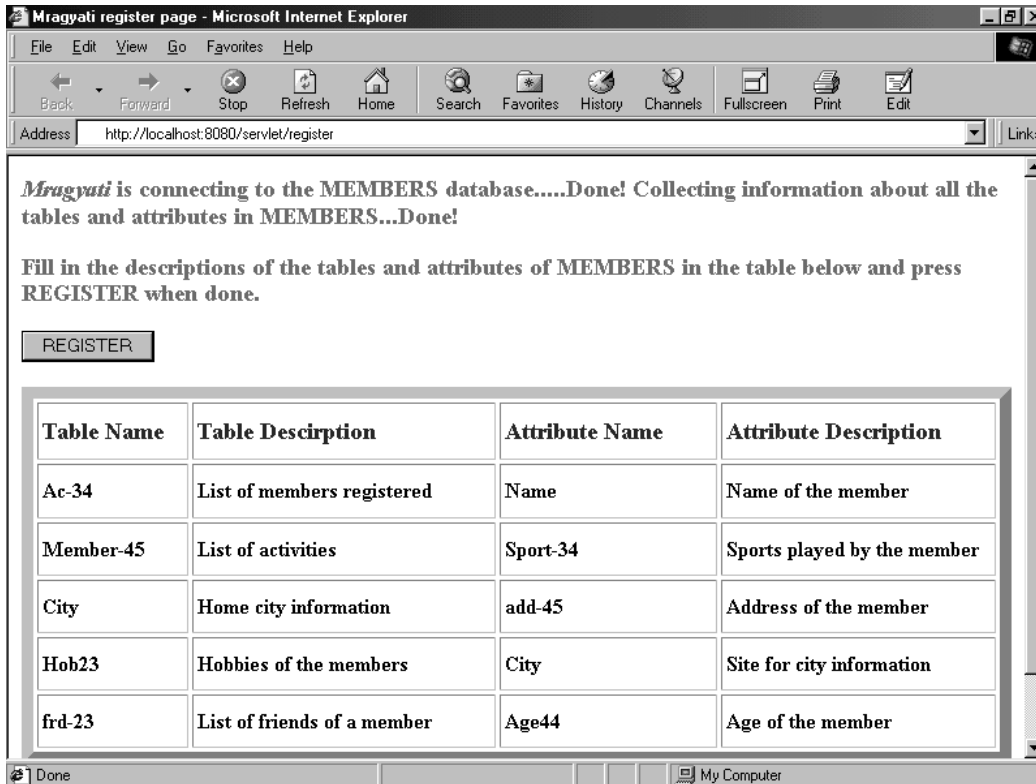 Mragyati register page - Microsoft Internet Explorer
File Edit View Go Favorites Help
Back Forward Stop Refresh Home Search Favorites History Channels Fullscreen Print Edit
Address http://localhost:8080/servlet/register Links
Mragyati is connecting to the MEMBERS database.....Done! Collecting information about all the
tables and attributes in MEMBERS...Done!
Fill in the descriptions of the tables and attributes of MEMBERS in the table below and press
REGISTER when done.
REGISTER
Table Name Table Descirption Attribute Name Attribute Description
Ac-34 List of members registered Name Name of the member
Member-45 List of activities Sport-34 Sports played by the member
City Home city information add-45 Address of the member
Hob23 Hobbies of the members City Site for city information
frd-23 List of friends of a member Age44 Age of the member
Done My Computer